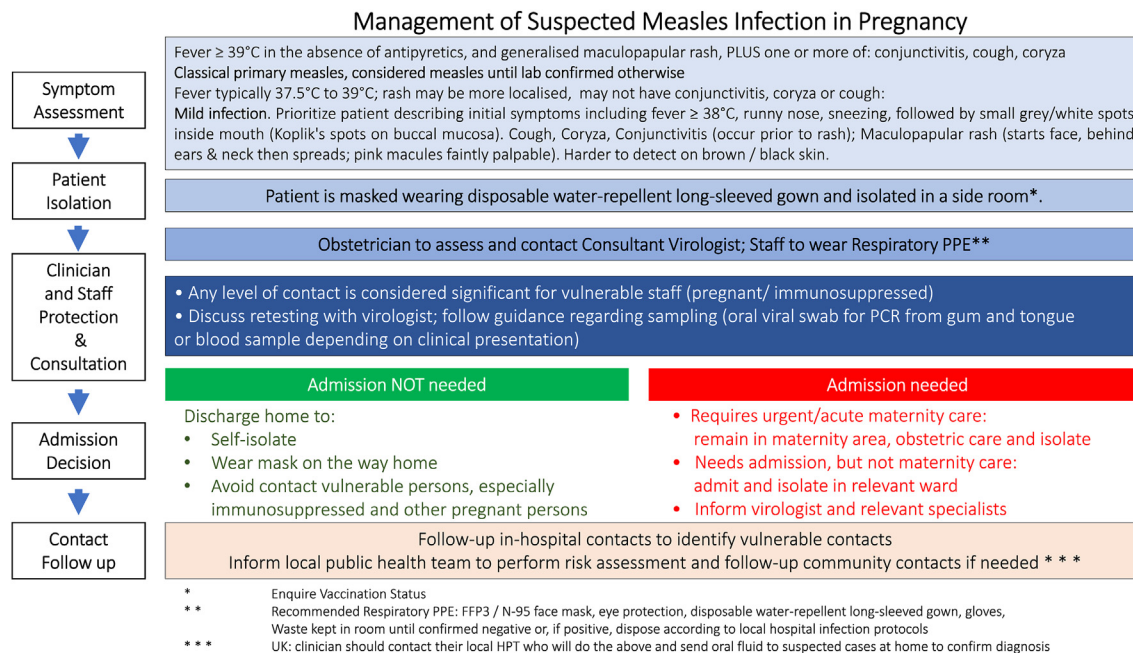 Management of Suspected Measles Infection in Pregnancy
Symptom
Assessment
Fever ≥ 39°C in the absence of antipyretics, and generalised maculopapular rash, PLUS one or more of: conjunctivitis, cough, coryza
Classical primary measles, considered measles until lab confirmed otherwise
Fever typically 37.5°C to 39°C; rash may be more localised, may not have conjunctivitis, coryza or cough:
Mild infection. Prioritize patient describing initial symptoms including fever ≥ 38°C, runny nose, sneezing, followed by small grey/white spots
inside mouth (Koplik's spots on buccal mucosa). Cough, Coryza, Conjunctivitis (occur prior to rash); Maculopapular rash (starts face, behind
ears & neck then spreads; pink macules faintly palpable). Harder to detect on brown / black skin.
Patient
Isolation
Patient is masked wearing disposable water-repellent long-sleeved gown and isolated in a side room*.
Clinician
and Staff
Protection
&
Consultation
Obstetrician to assess and contact Consultant Virologist; Staff to wear Respiratory PPE**
• Any level of contact is considered significant for vulnerable staff (pregnant/ immunosuppressed)
• Discuss retesting with virologist; follow guidance regarding sampling (oral viral swab for PCR from gum and tongue
or blood sample depending on clinical presentation)
Admission
Decision
Admission NOT needed
Discharge home to:
• Self-isolate
• Wear mask on the way home
• Avoid contact vulnerable persons, especially
immunosuppressed and other pregnant persons
Admission needed
• Requires urgent/acute maternity care:
remain in maternity area, obstetric care and isolate
• Needs admission, but not maternity care:
admit and isolate in relevant ward
• Inform virologist and relevant specialists
Contact
Follow up
Follow-up in-hospital contacts to identify vulnerable contacts
Inform local public health team to perform risk assessment and follow-up community contacts if needed * * *
* Enquire Vaccination Status
* * Recommended Respiratory PPE: FFP3 / N-95 face mask, eye protection, disposable water-repellent long-sleeved gown, gloves,
Waste kept in room until confirmed negative or, if positive, dispose according to local hospital infection protocols
* * * UK: clinician should contact their local HPT who will do the above and send oral fluid to suspected cases at home to confirm diagnosis